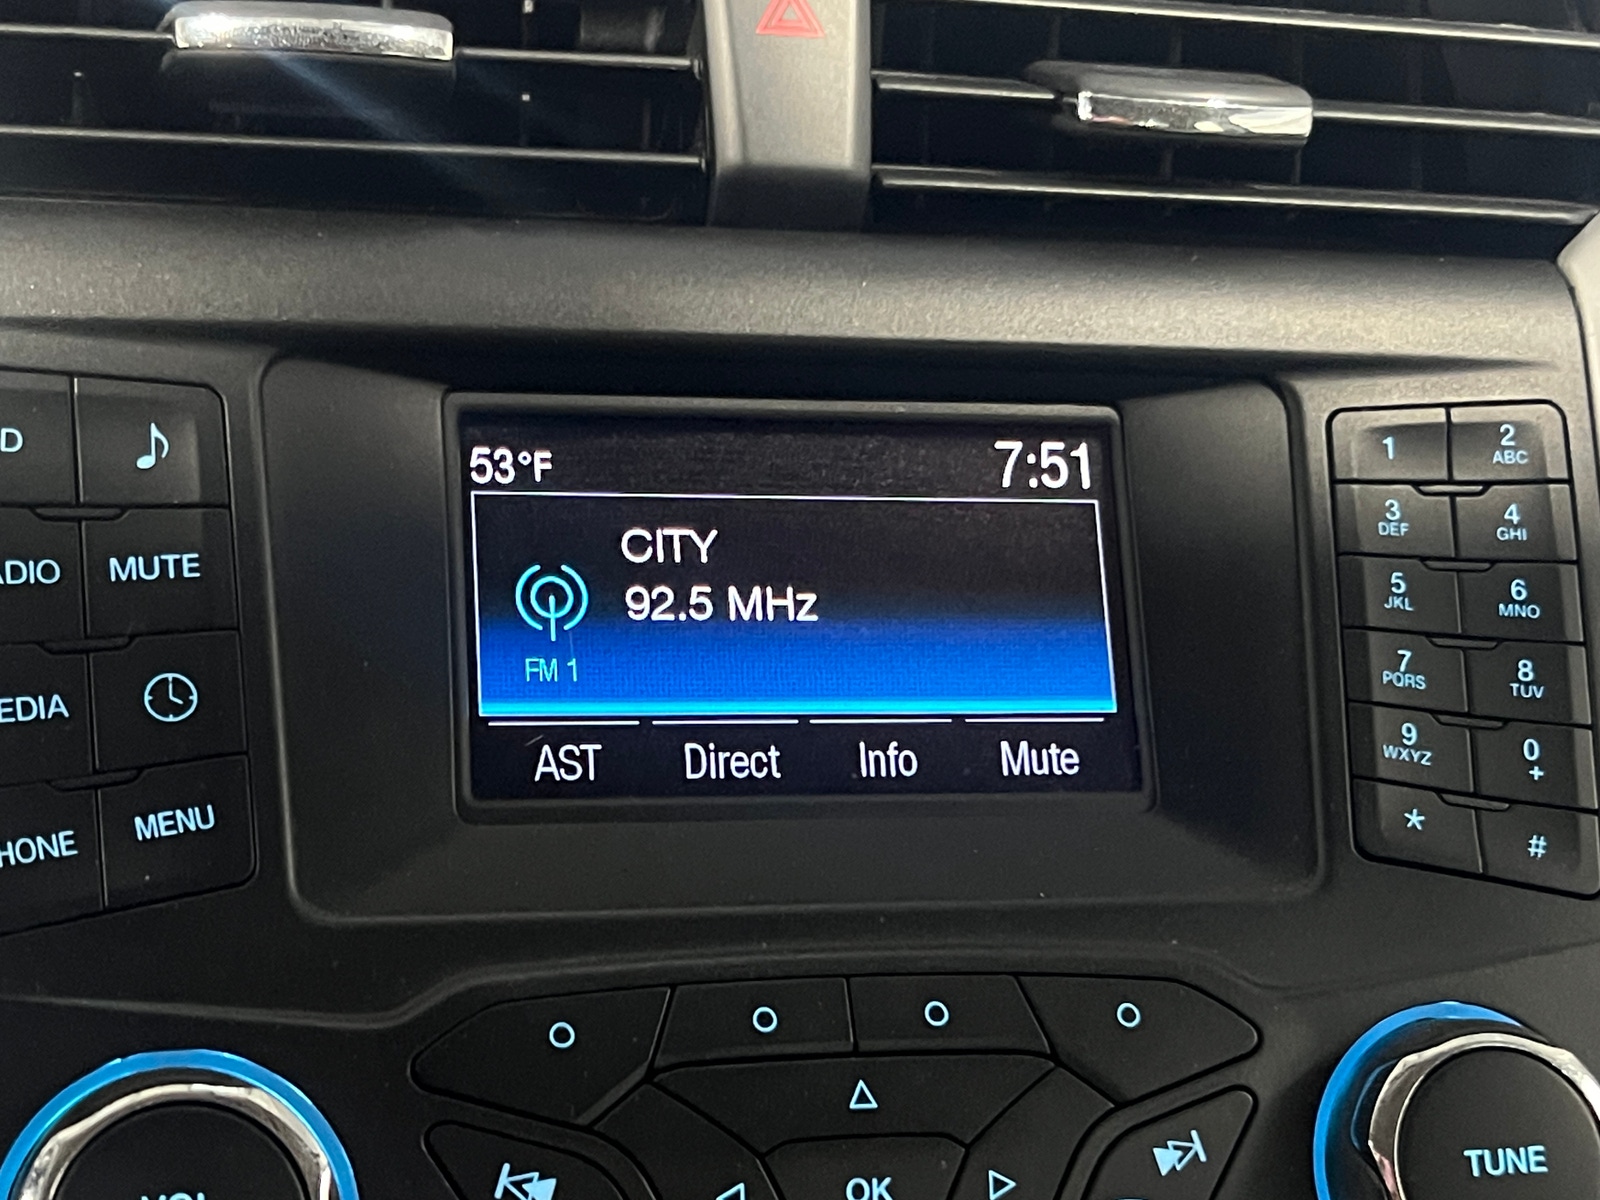 53°F
7:51
CITY
92.5 MHz
FM 1
AST
Direct
Info
Mute
D
ADIO
MUTE
EDIA
HONE
MENU
1
2
ABC
3
DEF
4
GHI
5
JKL
6
MNO
7
PQRS
8
TUV
9
WXYZ
0
+
*
#
VOL
OK
TUNE